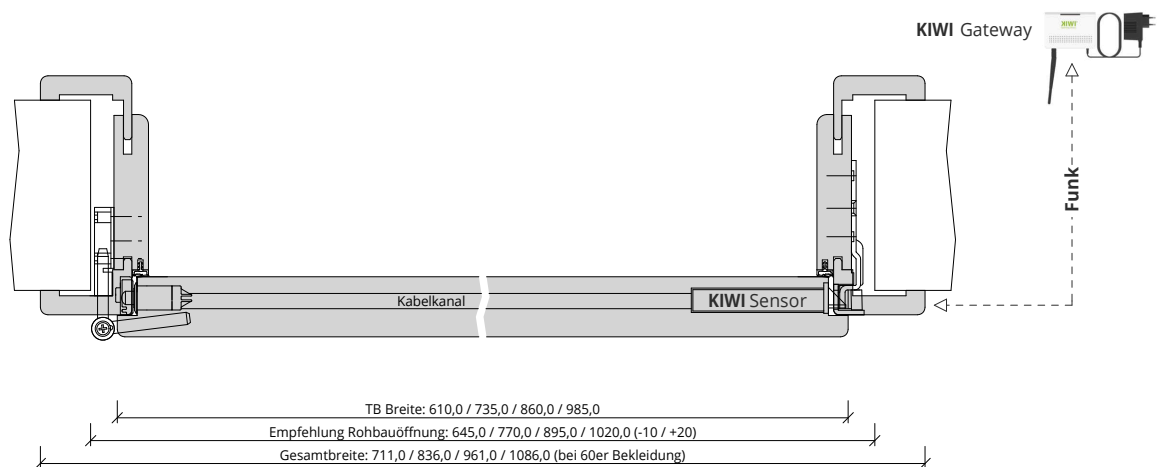 KIWI Gateway
KIWI
Funk
Kabelkanal
KIWI Sensor
TB Breite: 610,0 / 735,0 / 860,0 / 985,0
Empfehlung Rohbauöffnung: 645,0 / 770,0 / 895,0 / 1020,0 (-10 / +20)
Gesamtbreite: 711,0 / 836,0 / 961,0 / 1086,0 (bei 60er Bekleidung)